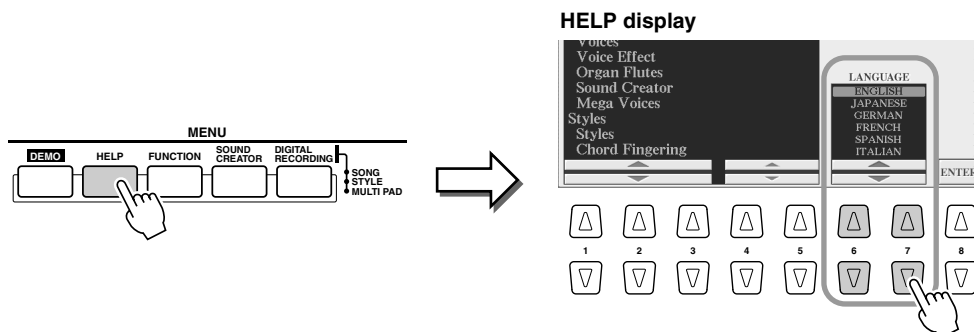 HELP display
MENU
DEMO
HELP
FUNCTION
SOUND CREATOR
DIGITAL RECORDING
SONG
STYLE
MULTI PAD
Voices
Voice Effect
Organ Flutes
Sound Creator
Mega Voices
Styles
Styles
Chord Fingering
LANGUAGE
ENGLISH
JAPANESE
GERMAN
FRENCH
SPANISH
ITALIAN
ENTER
1 2 3 4 5 6 7 8